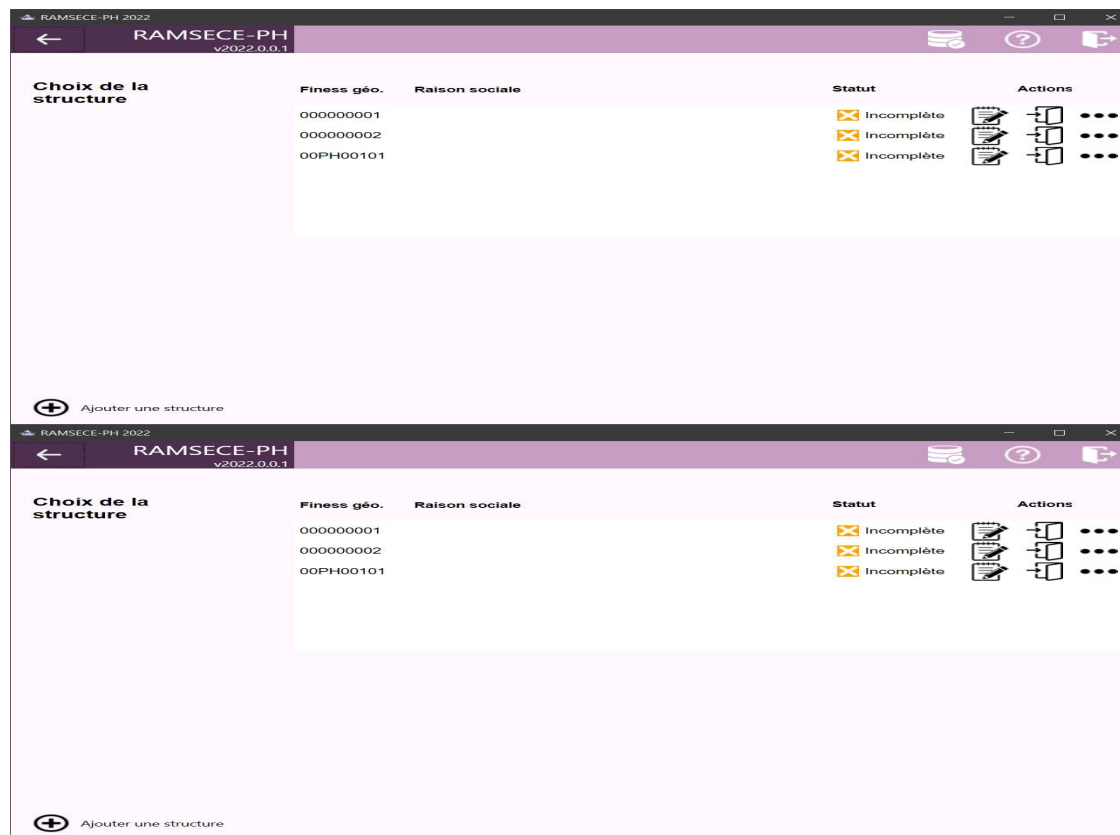 RAMSECE-PH 2022
RAMSECE-PH
v2022.0.0.1
Choix de la
structure
Finess géo. Raison sociale Statut Actions
000000001 Incomplète
000000002 Incomplète
00PH00101 Incomplète
Ajouter une structure
RAMSECE-PH 2022
RAMSECE-PH
v2022.0.0.1
Choix de la
structure
Finess géo. Raison sociale Statut Actions
000000001 Incomplète
000000002 Incomplète
00PH00101 Incomplète
Ajouter une structure